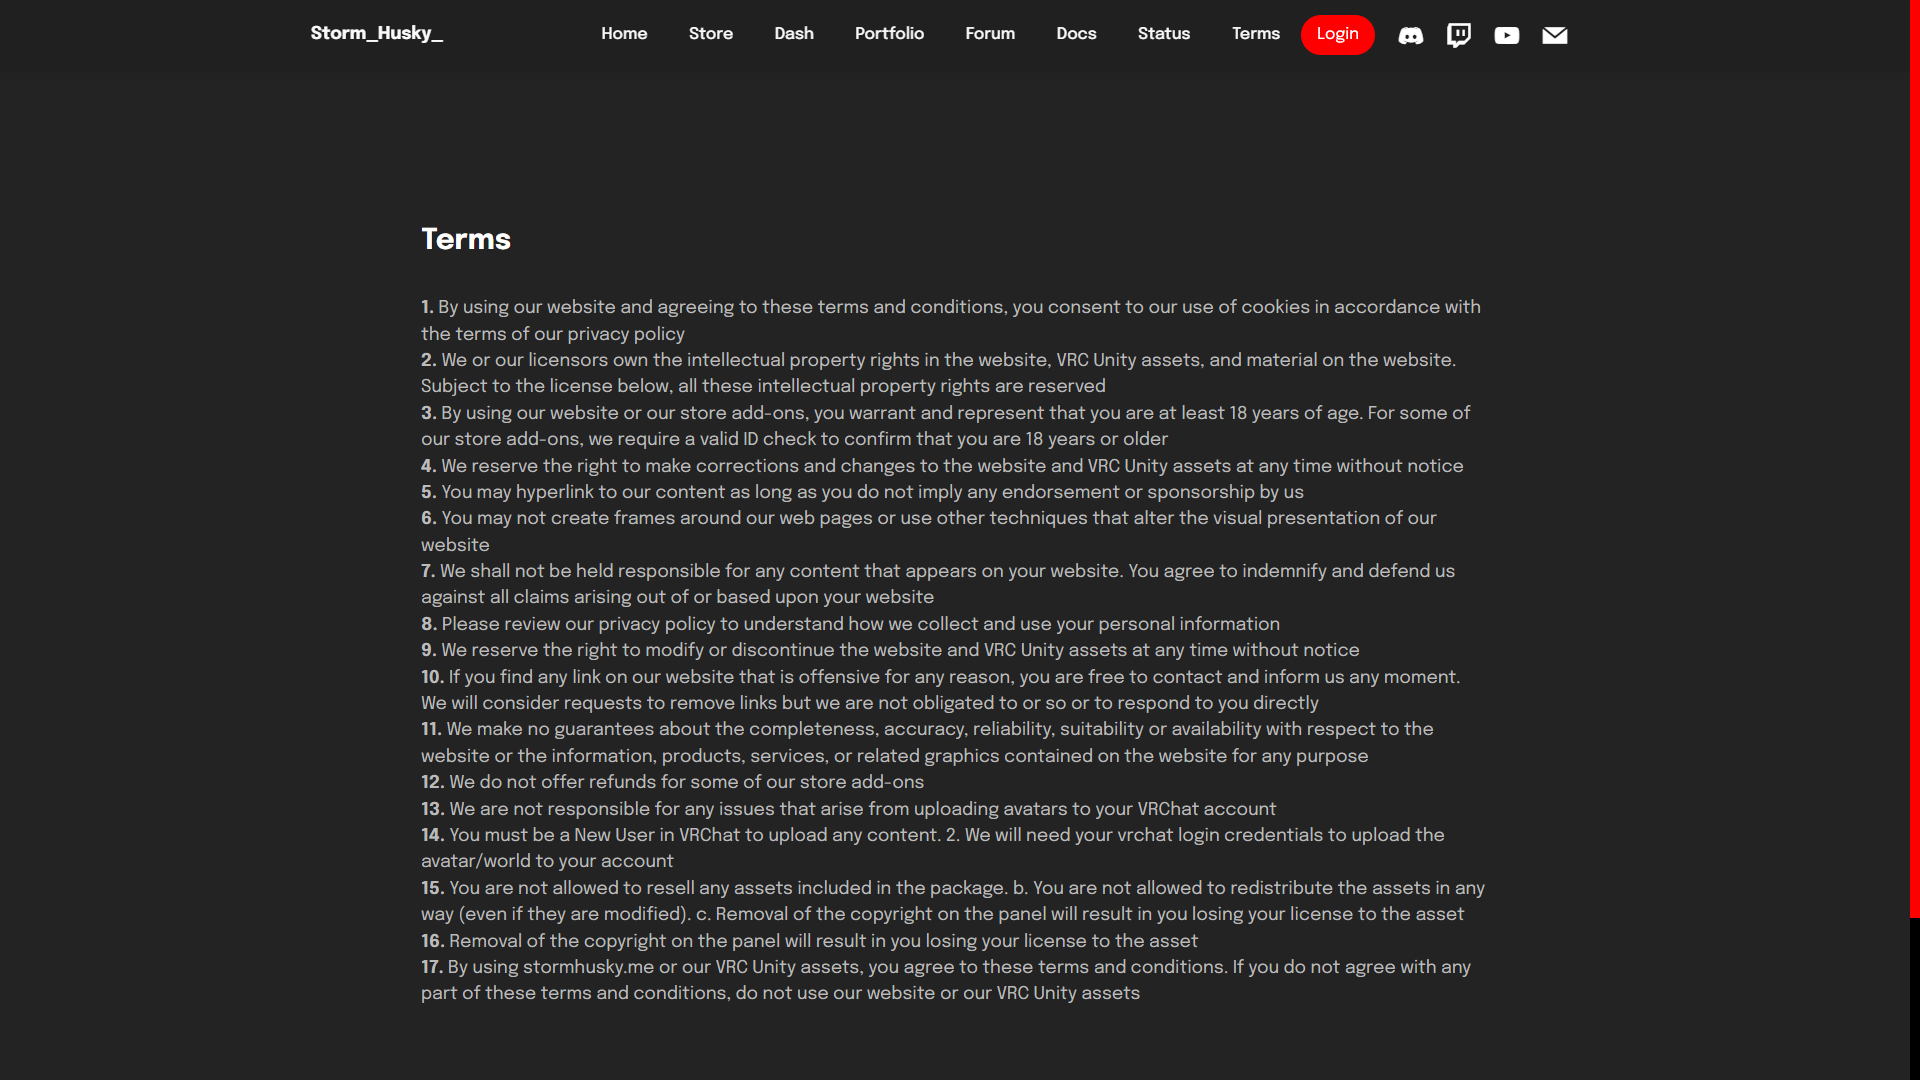 Storm_Husky_
Home Store Dash Portfolio Forum Docs Status Terms Login
Terms
1. By using our website and agreeing to these terms and conditions, you consent to our use of cookies in accordance with
the terms of our privacy policy
2. We or our licensors own the intellectual property rights in the website, VRC Unity assets, and material on the website.
Subject to the license below, all these intellectual property rights are reserved
3. By using our website or our store add-ons, you warrant and represent that you are at least 18 years of age. For some of
our store add-ons, we require a valid ID check to confirm that you are 18 years or older
4. We reserve the right to make corrections and changes to the website and VRC Unity assets at any time without notice
5. You may hyperlink to our content as long as you do not imply any endorsement or sponsorship by us
6. You may not create frames around our web pages or use other techniques that alter the visual presentation of our
website
7. We shall not be held responsible for any content that appears on your website. You agree to indemnify and defend us
against all claims arising out of or based upon your website
8. Please review our privacy policy to understand how we collect and use your personal information
9. We reserve the right to modify or discontinue the website and VRC Unity assets at any time without notice
10. If you find any link on our website that is offensive for any reason, you are free to contact and inform us any moment.
We will consider requests to remove links but we are not obligated to or so or to respond to you directly
11. We make no guarantees about the completeness, accuracy, reliability, suitability or availability with respect to the
website or the information, products, services, or related graphics contained on the website for any purpose
12. We do not offer refunds for some of our store add-ons
13. We are not responsible for any issues that arise from uploading avatars to your VRChat account
14. You must be a New User in VRChat to upload any content. 2. We will need your vrchat login credentials to upload the
avatar/world to your account
15. You are not allowed to resell any assets included in the package. b. You are not allowed to redistribute the assets in any
way (even if they are modified). c. Removal of the copyright on the panel will result in you losing your license to the asset
16. Removal of the copyright on the panel will result in you losing your license to the asset
17. By using stormhusky.me or our VRC Unity assets, you agree to these terms and conditions. If you do not agree with any
part of these terms and conditions, do not use our website or our VRC Unity assets